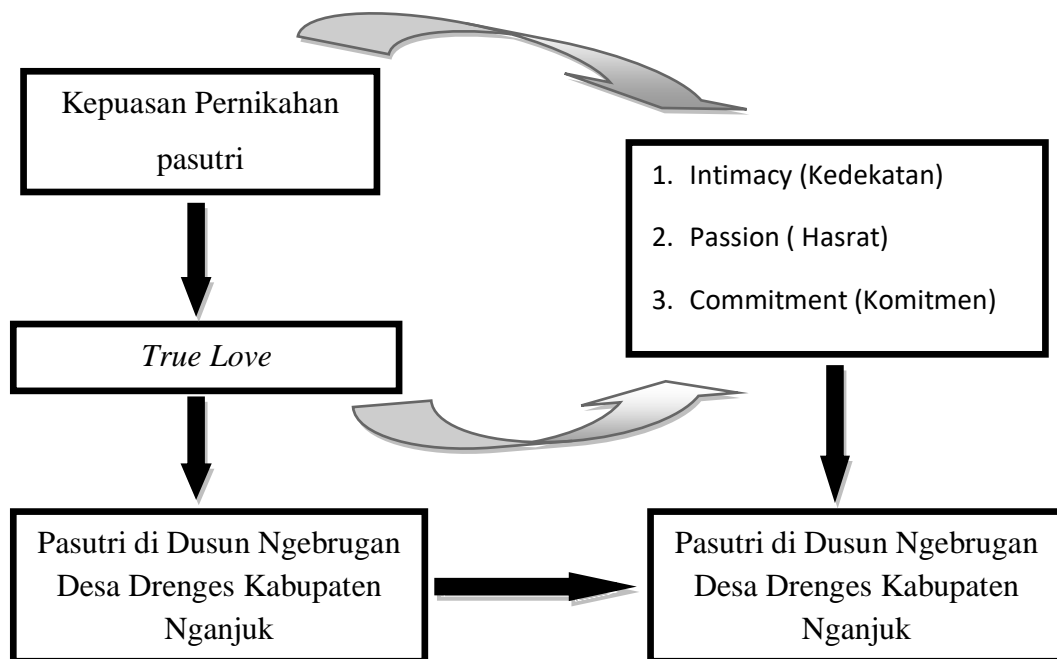 Kepuasan Pernikahan
pasutri
1. Intimacy (Kedekatan)
2. Passion ( Hasrat)
3. Commitment (Komitmen)
True Love
Pasutri di Dusun Ngebrugan
Desa Drenges Kabupaten
Nganjuk
Pasutri di Dusun Ngebrugan
Desa Drenges Kabupaten
Nganjuk